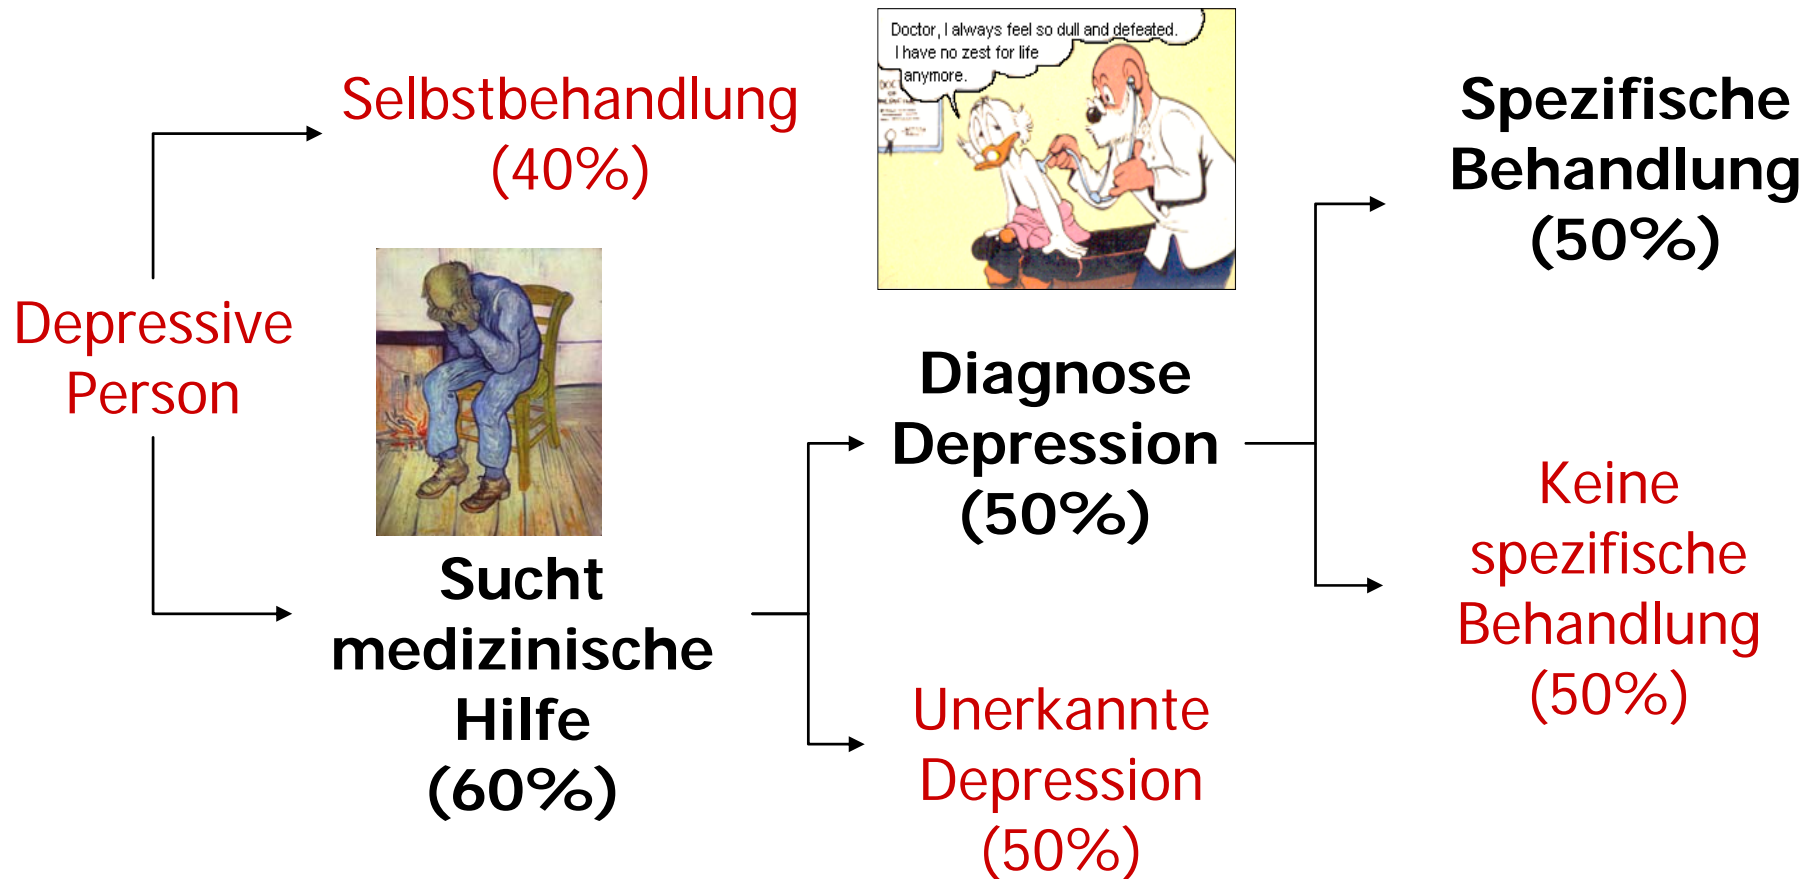 Depressive
Person
Selbstbehandlung
(40%)
Sucht
medizinische
Hilfe
(60%)
Doctor, I always feel so dull and defeated.
I have no zest for life
anymore.
Diagnose
Depression
(50%)
Unerkannte
Depression
(50%)
Spezifische
Behandlung
(50%)
Keine
spezifische
Behandlung
(50%)